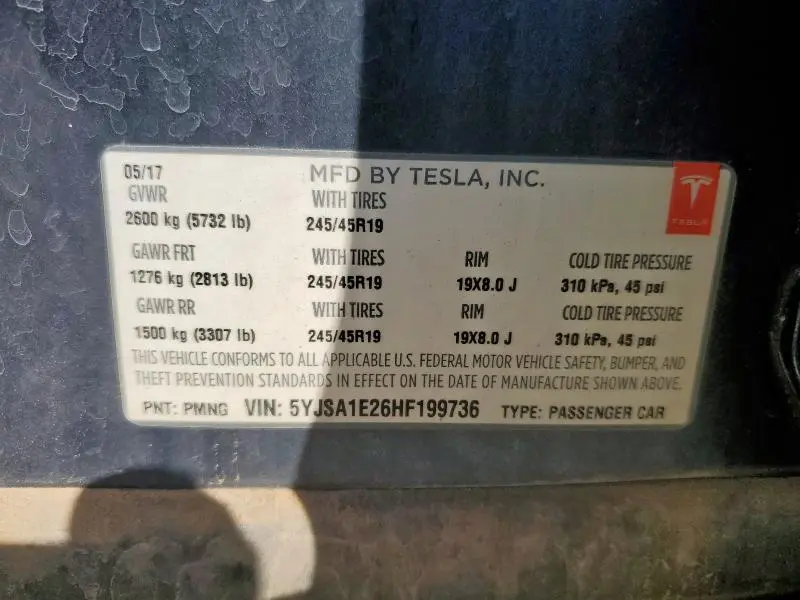 05/17 MFD BY TESLA, INC.
GVWR WITH TIRES
2600 kg (5732 lb) 245/45R19
TESLA
GAWR FRT WITH TIRES RIM COLD TIRE PRESSURE
1276 kg (2813 lb) 245/45R19 19X8.0 J 310 kPa, 45 psi
GAWR RR WITH TIRES RIM COLD TIRE PRESSURE
1500 kg (3307 lb) 245/45R19 19X8.0 J 310 kPa, 45 psi
THIS VEHICLE CONFORMS TO ALL APPLICABLE U.S. FEDERAL MOTOR VEHICLE SAFETY, BUMPER, AND
THEFT PREVENTION STANDARDS IN EFFECT ON THE DATE OF MANUFACTURE SHOWN ABOVE.
PNT: PMNG VIN: 5YJSA1E26HF199736 TYPE: PASSENGER CAR